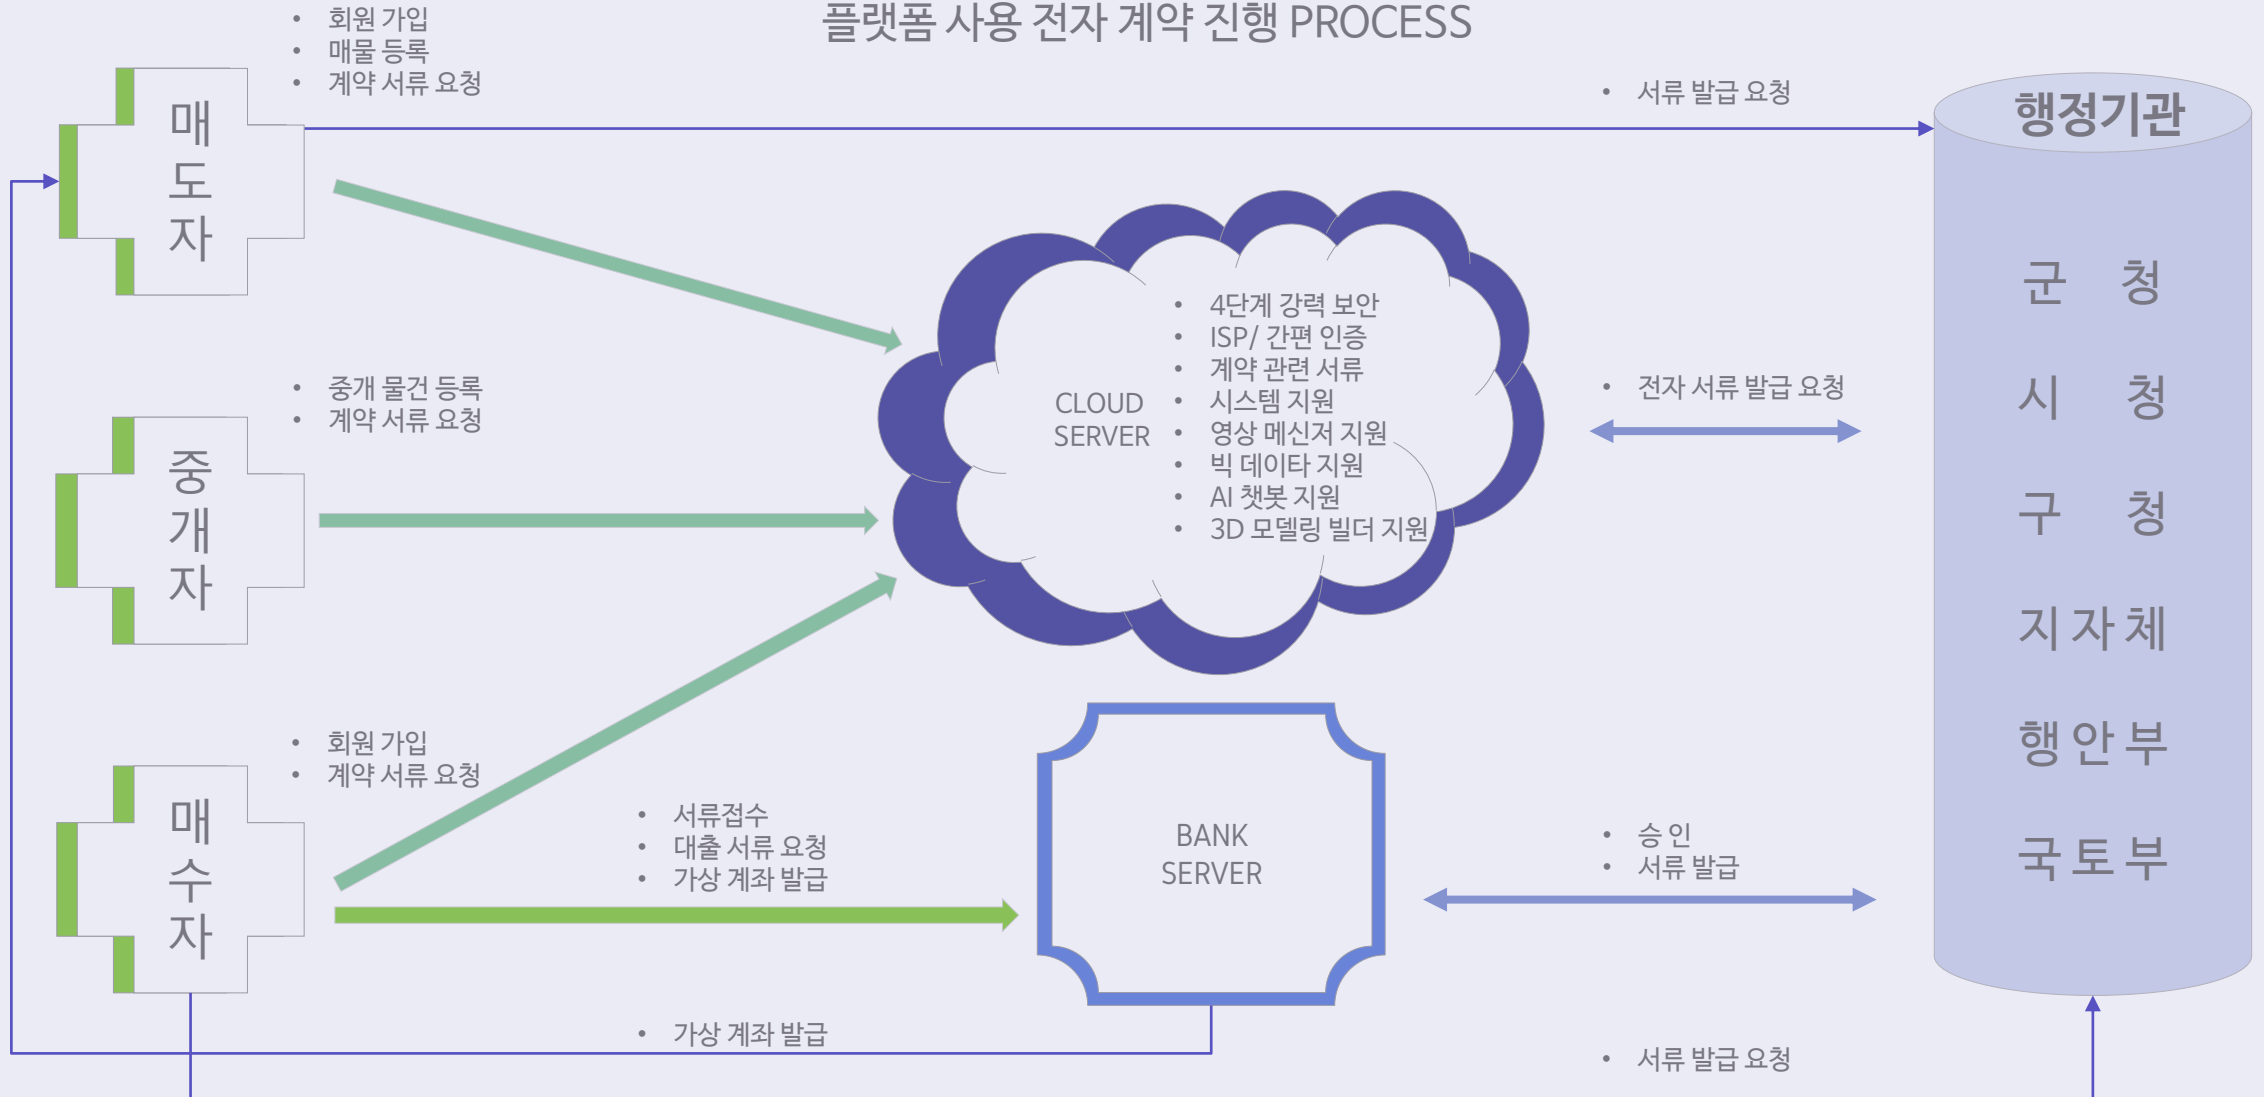 플랫폼 사용 전자 계약 진행 PROCESS
• 회원 가입
• 매물 등록
• 계약 서류 요청
매
도
자
• 서류 발급 요청
행정기관
군 청
시 청
구 청
지 자 체
행 안 부
국 토 부
• 중개 물건 등록
• 계약 서류 요청
중
개
자
CLOUD
SERVER
• 4단계 강력 보안
• ISP/ 간편 인증
• 계약 관련 서류
• 시스템 지원
• 영상 메신저 지원
• 빅 데이타 지원
• AI 챗봇 지원
• 3D 모델링 빌더 지원
• 전자 서류 발급 요청
• 회원 가입
• 계약 서류 요청
매
수
자
• 서류접수
• 대출 서류 요청
• 가상 계좌 발급
BANK
SERVER
• 승 인
• 서류 발급
• 가상 계좌 발급
• 서류 발급 요청